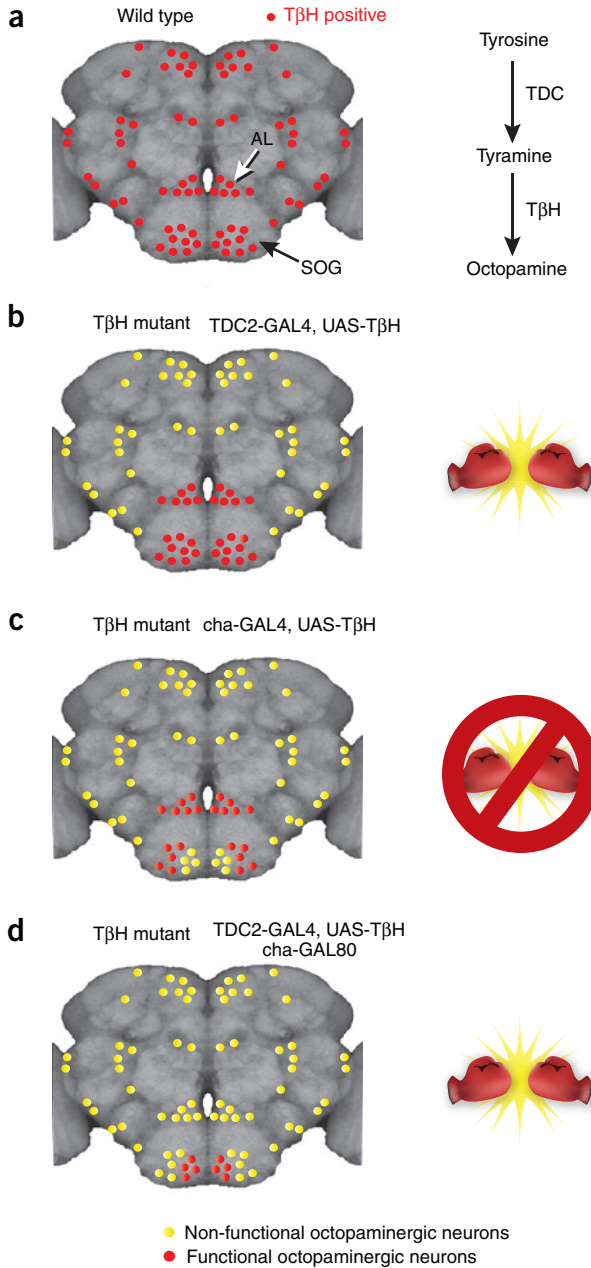 a
Wild type
TβH positive
AL
SOG
Tyrosine
TDC
Tyramine
TβH
Octopamine
b
TβH mutant TDC2-GAL4, UAS-TβH
c
TβH mutant cha-GAL4, UAS-TβH
d
TβH mutant TDC2-GAL4, UAS-TβH
cha-GAL80
Non-functional octopaminergic neurons
Functional octopaminergic neurons